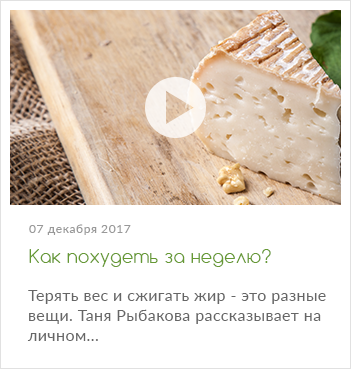 07 декабря 2017
Как похудеть за неделю?
Терять вес и сжигать жир - это разные
вещи. Таня Рыбакова рассказывает на
личном...